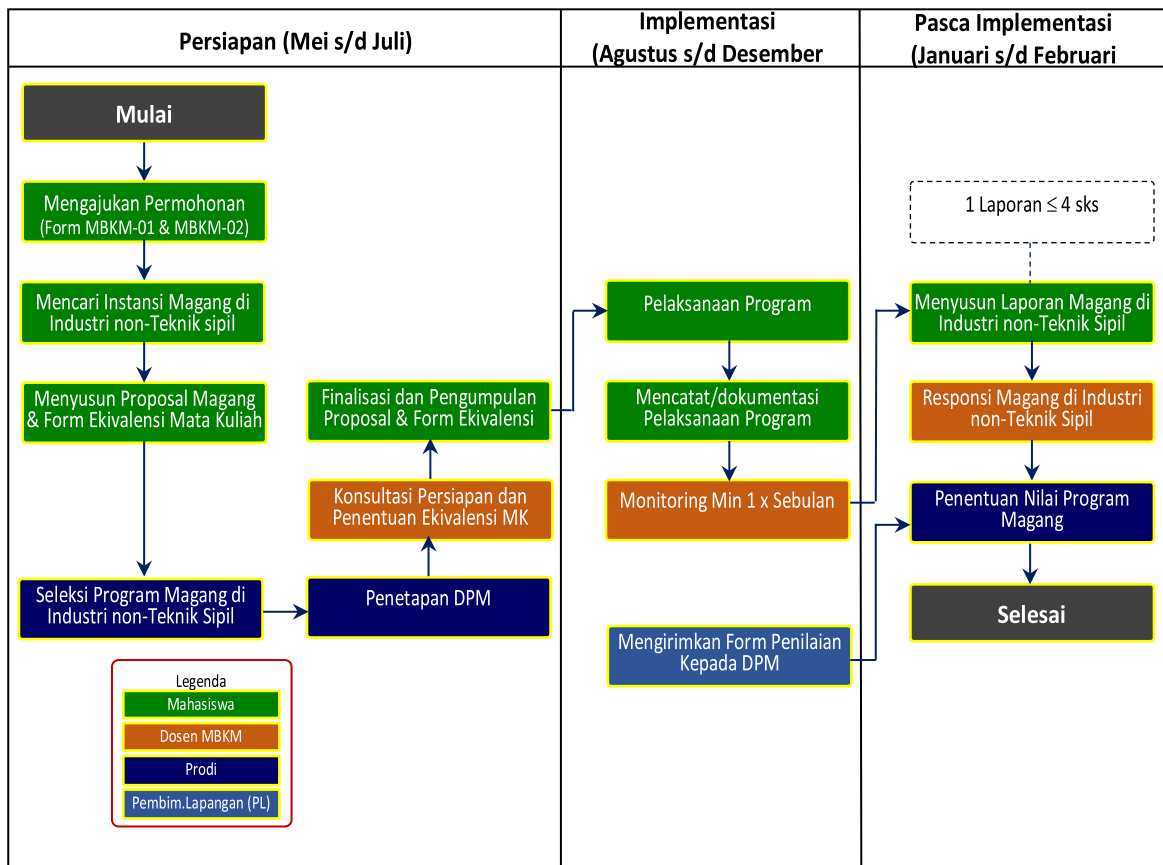 Persiapan (Mei s/d Juli)
Implementasi
(Agustus s/d Desember
Pasca Implementasi
(Januari s/d Februari
Mulai
Mengajukan Permohonan
(Form MBKM-01 & MBKM-02)
Mencari Instansi Magang di
Industri non-Teknik sipil
Menyusun Proposal Magang
& Form Ekivalensi Mata Kuliah
Seleksi Program Magang di
Industri non-Teknik Sipil
Penetapan DPM
Konsultasi Persiapan dan
Penentuan Ekivalensi MK
Finalisasi dan Pengumpulan
Proposal & Form Ekivalensi
Pelaksanaan Program
Mencatat/dokumentasi
Pelaksanaan Program
Monitoring Min 1 x Sebulan
Mengirimkan Form Penilaian
Kepada DPM
1 Laporan ≤ 4 sks
Menyusun Laporan Magang di
Industri non-Teknik Sipil
Responsi Magang di Industri
non-Teknik Sipil
Penentuan Nilai Program
Magang
Selesai
Legenda
Mahasiswa
Dosen MBKM
Prodi
Pembim.Lapangan (PL)